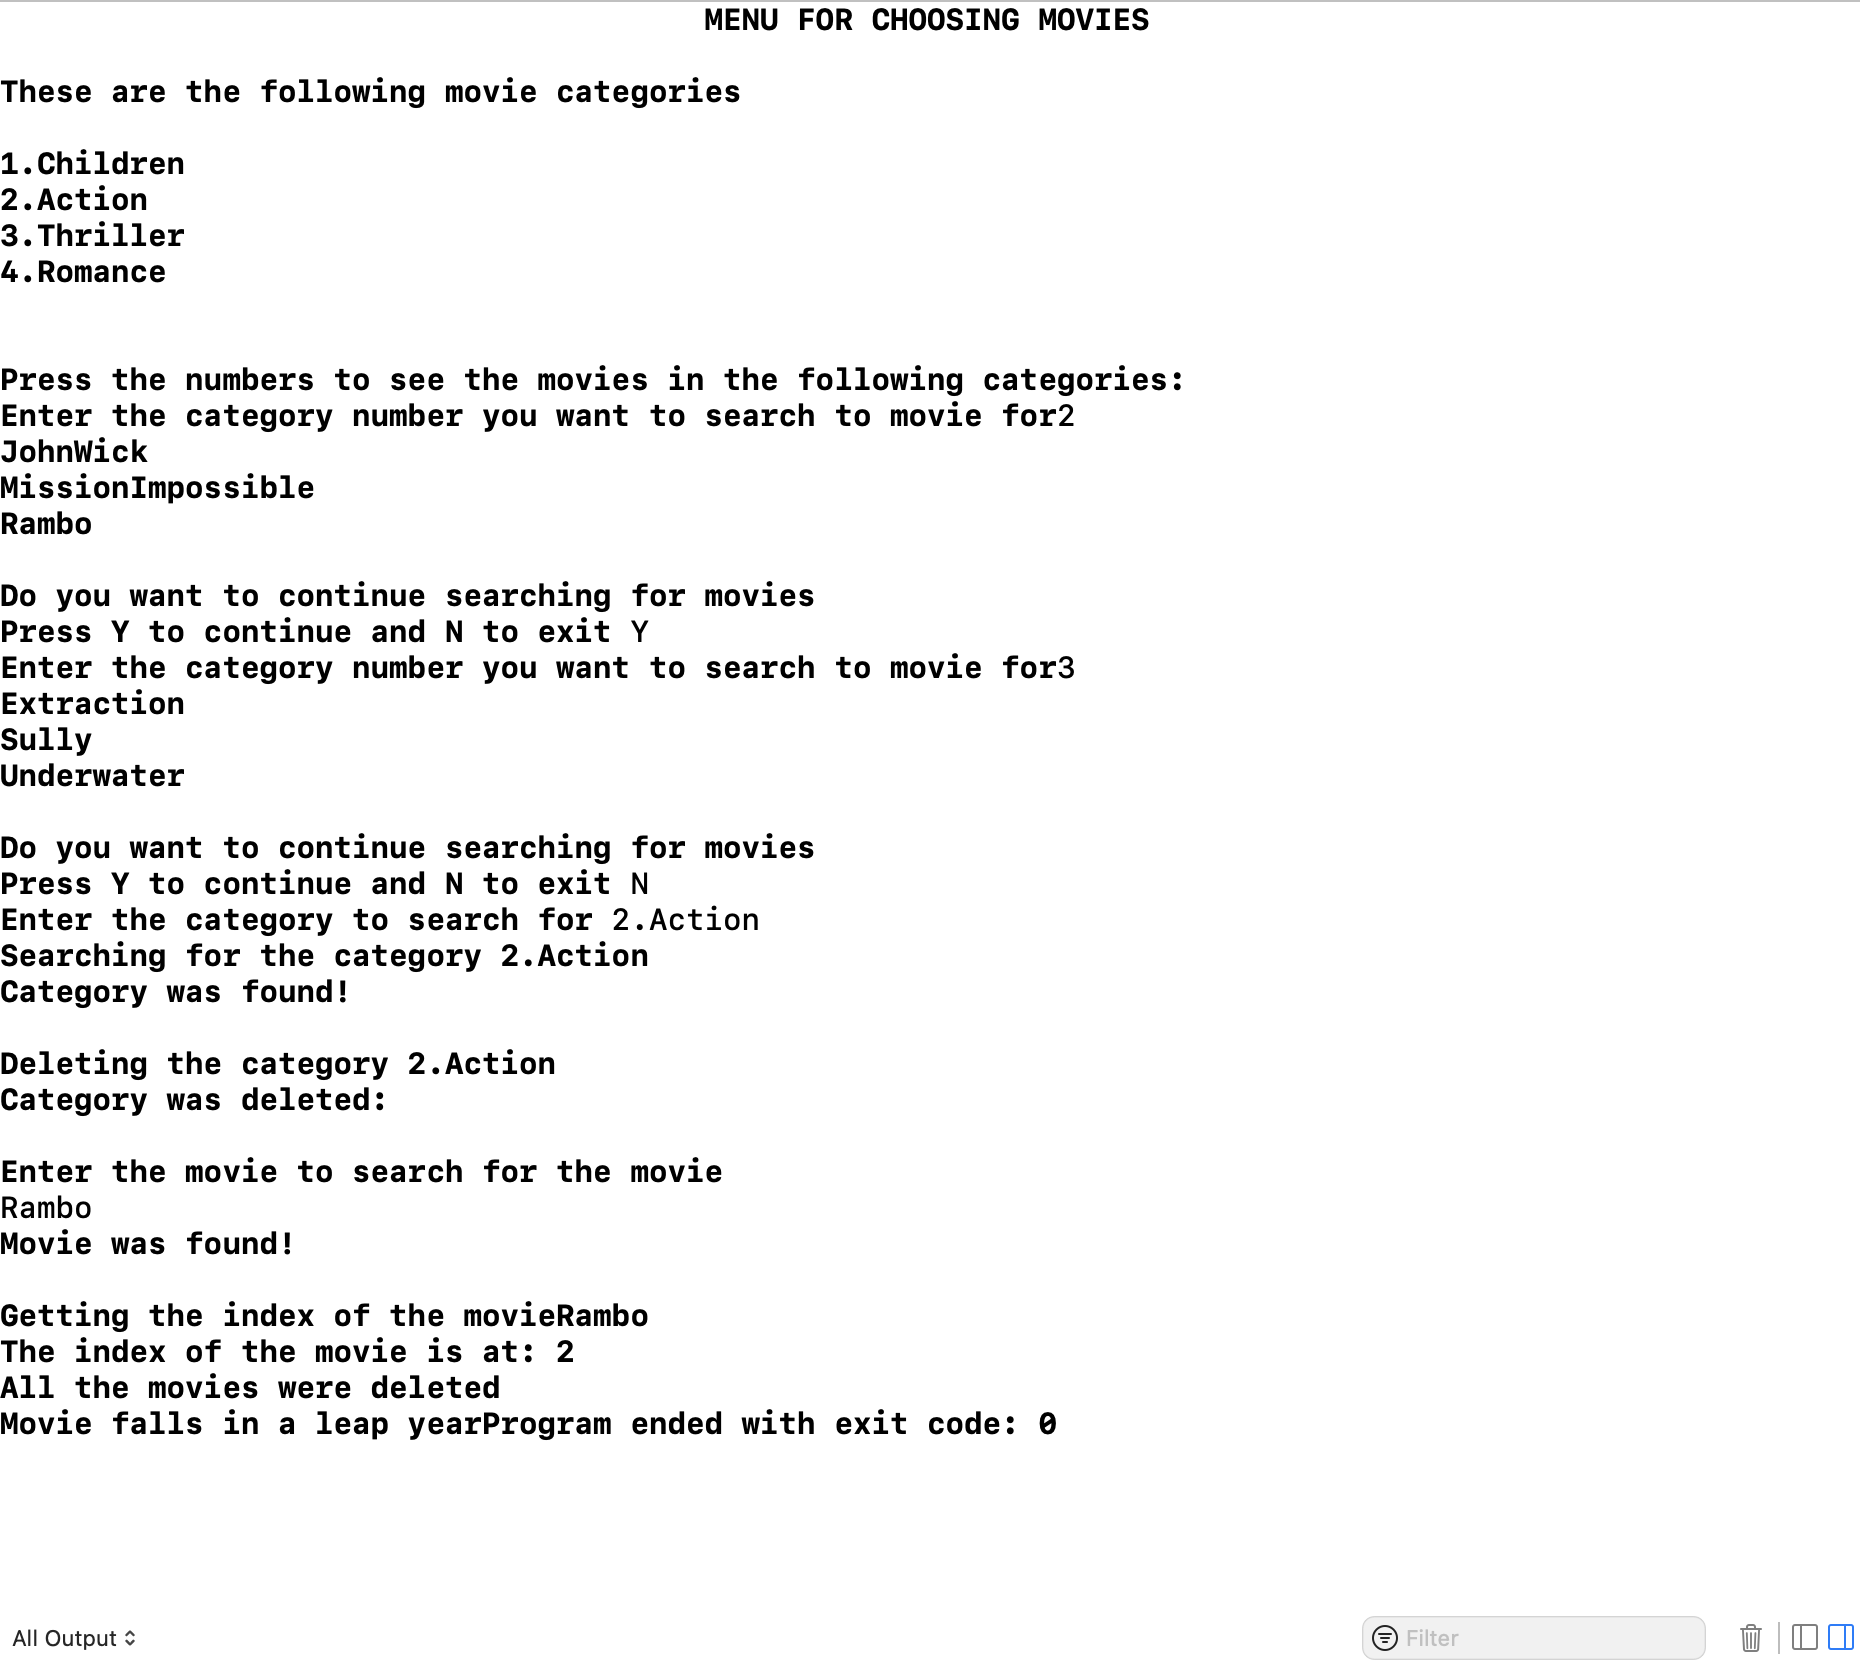 MENU FOR CHOOSING MOVIES
These are the following movie categories
1.Children
2.Action
3.Thriller
4.Romance
Press the numbers to see the movies in the following categories:
Enter the category number you want to search to movie for2
JohnWick
MissionImpossible
Rambo
Do you want to continue searching for movies
Press Y to continue and N to exit Y
Enter the category number you want to search to movie for3
Extraction
Sully
Underwater
Do you want to continue searching for movies
Press Y to continue and N to exit N
Enter the category to search for 2.Action
Searching for the category 2.Action
Category was found!
Deleting the category 2.Action
Category was deleted:
Enter the movie to search for the movie
Rambo
Movie was found!
Getting the index of the movieRambo
The index of the movie is at: 2
All the movies were deleted
Movie falls in a leap yearProgram ended with exit code: 0
All Output
Filter